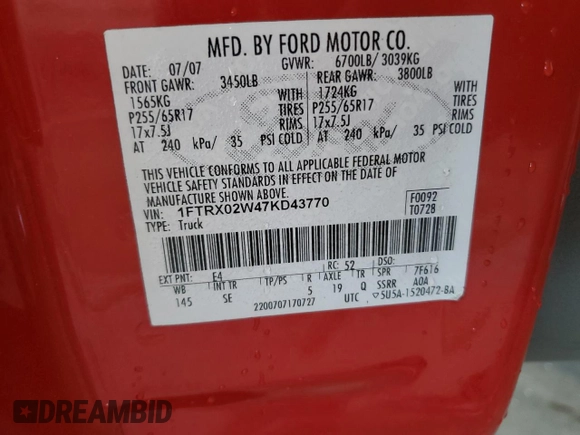 MFD. BY FORD MOTOR CO.
DATE: 07/07 GVWR: 6700LB/ 3039KG
FRONT GAWR: 3450LB REAR GAWR: 3800LB
1565KG WITH 1724KG WITH
P255/65R17 TIRES P255/65R17 TIRES
17x7.5J RIMS 17x7.5J RIMS
AT 240 kPa/ 35 PSI COLD AT 240 kPa/ 35 PSI COLD
THIS VEHICLE CONFORMS TO ALL APPLICABLE FEDERAL MOTOR
VEHICLE SAFETY STANDARDS IN EFFECT ON THE DATE OF
MANUFACTURE SHOWN ABOVE.
VIN: 1FTRX02W47KD43770 F0092
TYPE: Truck T0728
EXT PNT: E4 RC: 52 DSO:
WB INT TR TP/PS R AXLE TR SPR 7F616
145 SE 5 19 Q SSRR A0A
2200707170727 UTC ▽5U5A-1520472-BA
DREAMBID